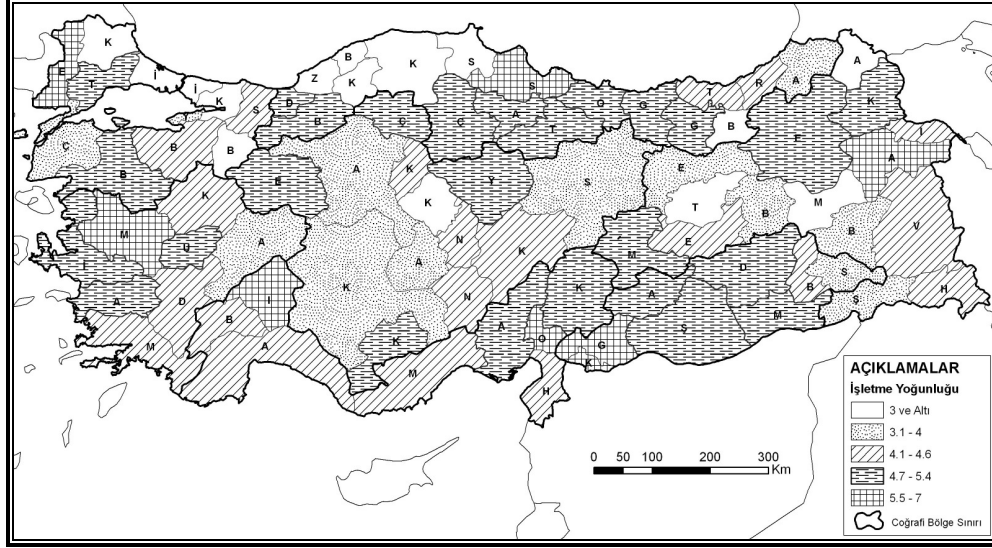 K
E
T
İ
İ
K
S
B
Z
K
K
S
S
D
B
Ç
Ç
A
T
O
G
G
T
R
A
A
K
B
E
I
A
Ç
B
B
B
E
A
K
K
Y
S
E
T
B
M
B
V
K
M
U
A
N
K
E
M
D
B
S
Ş
H
İ
A
D
I
B
K
A
N
K
A
Ş
M
M
A
K
M
A
O
G
K
H
AÇIKLAMALAR
İşletme Yoğunluğu
3 ve Altı
3.1 - 4
4.1 - 4.6
4.7 - 5.4
5.5 - 7
Coğrafi Bölge Sınırı
0 50 100 200 300
Km